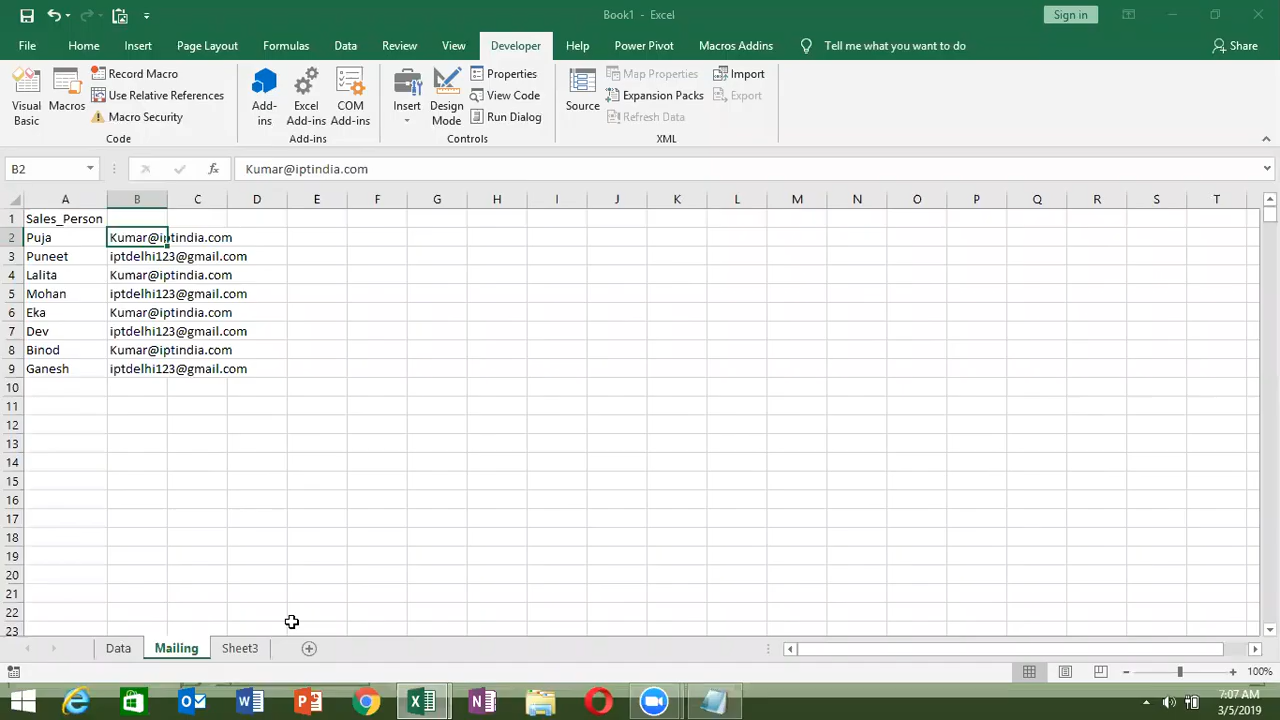 Book1 - Excel
Sign in
File Home Insert Page Layout Formulas Data Review View Developer Help Power Pivot Macros Addins Tell me what you want to do Share
Visual Basic
Macros
Record Macro
Use Relative References
Macro Security
Code
Add-ins
Excel Add-ins
COM Add-ins
Add-ins
Insert
Design Mode
Properties
View Code
Run Dialog
Controls
Source
Map Properties
Expansion Packs
Refresh Data
Import
Export
XML
B2 fx Kumar@iptindia.com
A B C D E F G H I J K L M N O P Q R S T
1 Sales_Person
2 Puja Kumar@iptindia.com
3 Puneet iptdelhi123@gmail.com
4 Lalita Kumar@iptindia.com
5 Mohan iptdelhi123@gmail.com
6 Eka Kumar@iptindia.com
7 Dev iptdelhi123@gmail.com
8 Binod Kumar@iptindia.com
9 Ganesh iptdelhi123@gmail.com
10
11
12
13
14
15
16
17
18
19
20
21
22
23
Data Mailing Sheet3
100%
7:07 AM
3/5/2019